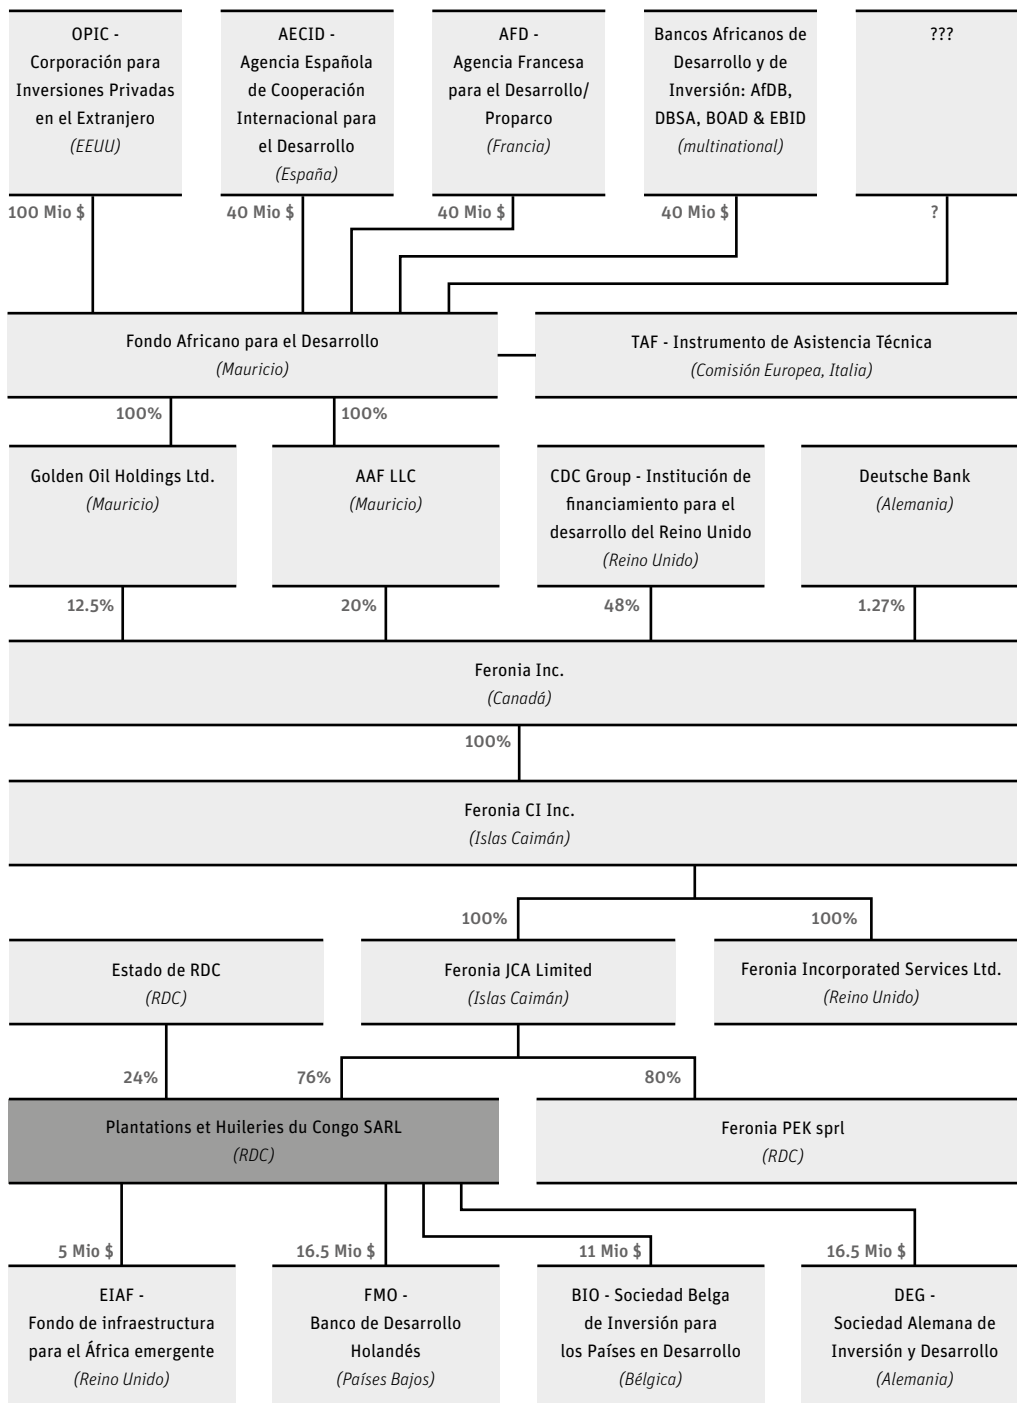 OPIC -
Corporación para
Inversiones Privadas
en el Extranjero
(EEUU)
AECID -
Agencia Española
de Cooperación
Internacional para
el Desarrollo
(España)
AFD -
Agencia Francesa
para el Desarrollo/
Proparco
(Francia)
Bancos Africanos de
Desarrollo y de
Inversión: AfDB,
DBSA, BOAD & EBID
(multinational)
???
100 Mio $
40 Mio $
40 Mio $
40 Mio $
?
Fondo Africano para el Desarrollo
(Mauricio)
TAF - Instrumento de Asistencia Técnica
(Comisión Europea, Italia)
100%
100%
Golden Oil Holdings Ltd.
(Mauricio)
AAF LLC
(Mauricio)
CDC Group - Institución de
financiamiento para el
desarrollo del Reino Unido
(Reino Unido)
Deutsche Bank
(Alemania)
12.5%
20%
48%
1.27%
Feronia Inc.
(Canadá)
100%
Feronia CI Inc.
(Islas Caimán)
100%
100%
Estado de RDC
(RDC)
Feronia JCA Limited
(Islas Caimán)
Feronia Incorporated Services Ltd.
(Reino Unido)
24%
76%
80%
Plantations et Huileries du Congo SARL
(RDC)
Feronia PEK sprl
(RDC)
5 Mio $
16.5 Mio $
11 Mio $
16.5 Mio $
EIAF -
Fondo de infraestructura
para el África emergente
(Reino Unido)
FMO -
Banco de Desarrollo
Holandés
(Países Bajos)
BIO - Sociedad Belga
de Inversión para
los Países en Desarrollo
(Bélgica)
DEG -
Sociedad Alemana de
Inversión y Desarrollo
(Alemania)